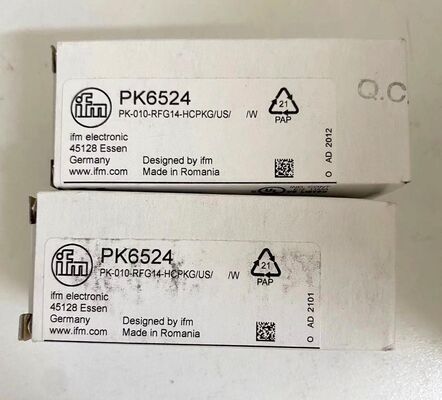 ifm
PK6524
PK-010-RFG14-HCPKG/US/ /W
21
PAP
Q.C
ifm electronic
45128 Essen
Germany
www.ifm.com
Designed by ifm
Made in Romania
O AD 2012
ifm
PK6524
PK-010-RFG14-HCPKG/US/ /W
21
PAP
ifm electronic
45128 Essen
Germany
www.ifm.com
Designed by ifm
Made in Romania
O AD 2101